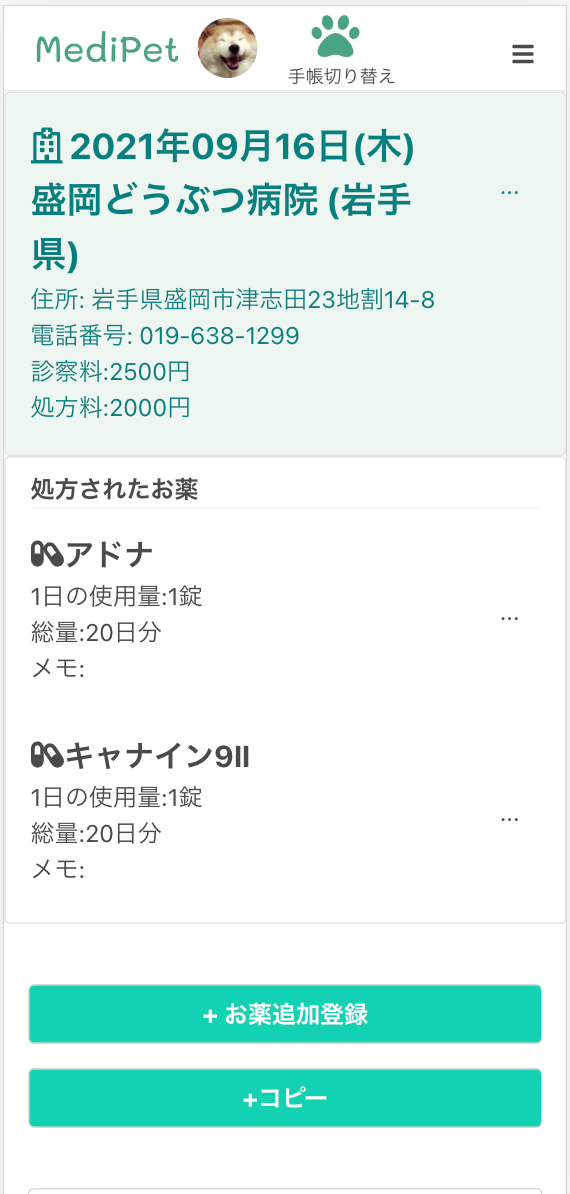 MediPet
手帳切り替え
2021年09月16日(木)
盛岡どうぶつ病院 (岩手
県)
...
住所: 岩手県盛岡市津志田23地割14-8
電話番号: 019-638-1299
診察料:2500円
処方料:2000円
処方されたお薬
アドナ
1日の使用量:1錠
...
総量:20日分
メモ:
キャナイン9II
1日の使用量:1錠
...
総量:20日分
メモ:
+ お薬追加登録
+コピー